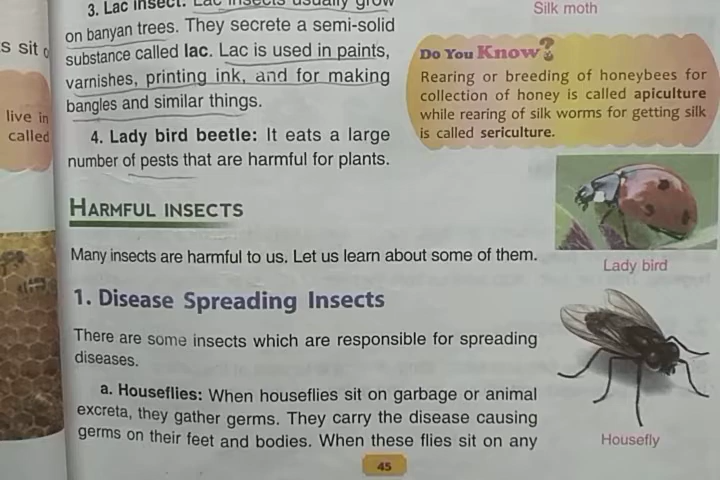 3. Lac insect: Lac insects usually grow
on banyan trees. They secrete a semi-solid
substance called lac. Lac is used in paints,
varnishes, printing ink, and for making
bangles and similar things.
4. Lady bird beetle: It eats a large
number of pests that are harmful for plants.
HARMFUL INSECTS
Many insects are harmful to us. Let us learn about some of them.
1. Disease Spreading Insects
There are some insects which are responsible for spreading
diseases.
a. Houseflies: When houseflies sit on garbage or animal
excreta, they gather germs. They carry the disease causing
germs on their feet and bodies. When these flies sit on any
45
Silk moth
Do You Know?
Rearing or breeding of honeybees for
collection of honey is called apiculture
while rearing of silk worms for getting silk
is called sericulture.
Lady bird
Housefly
sit
live in
called